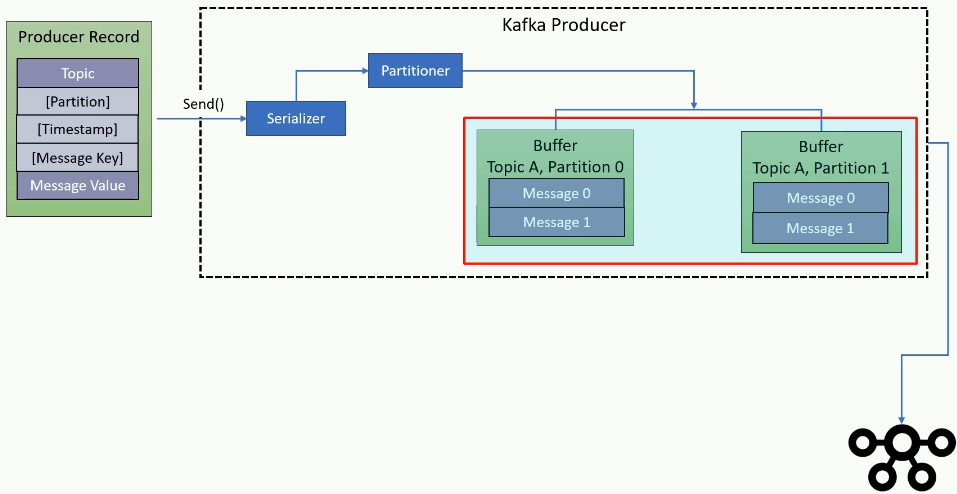 Kafka Producer
Producer Record
Topic
[Partition]
[Timestamp]
[Message Key]
Message Value
Send()
Serializer
Partitioner
Buffer
Topic A, Partition 0
Message 0
Message 1
Buffer
Topic A, Partition 1
Message 0
Message 1